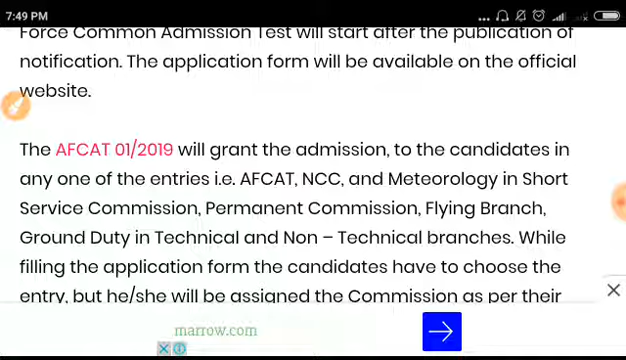 7:49 PM
Force Common Admission Test will start after the publication of
notification. The application form will be available on the official
website.
The AFCAT 01/2019 will grant the admission, to the candidates in
any one of the entries i.e. AFCAT, NCC, and Meteorology in Short
Service Commission, Permanent Commission, Flying Branch,
Ground Duty in Technical and Non – Technical branches. While
filling the application form the candidates have to choose the
entry, but he/she will be assigned the Commission as per their
marrow.com